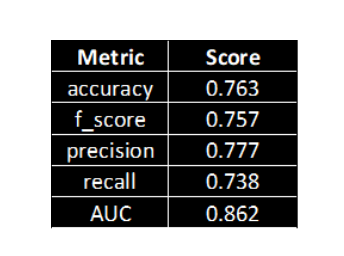 Metric Score
accuracy 0.763
f_score 0.757
precision 0.777
recall 0.738
AUC 0.862